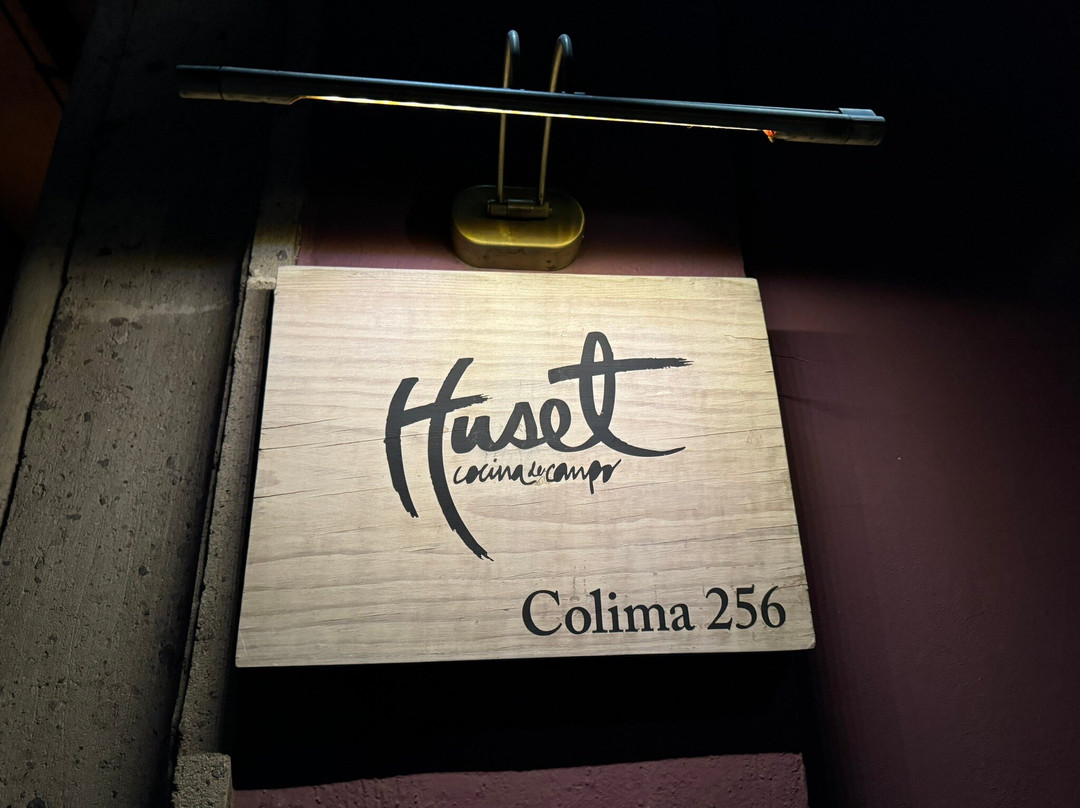 Huset
cocina de campo
Colima 256